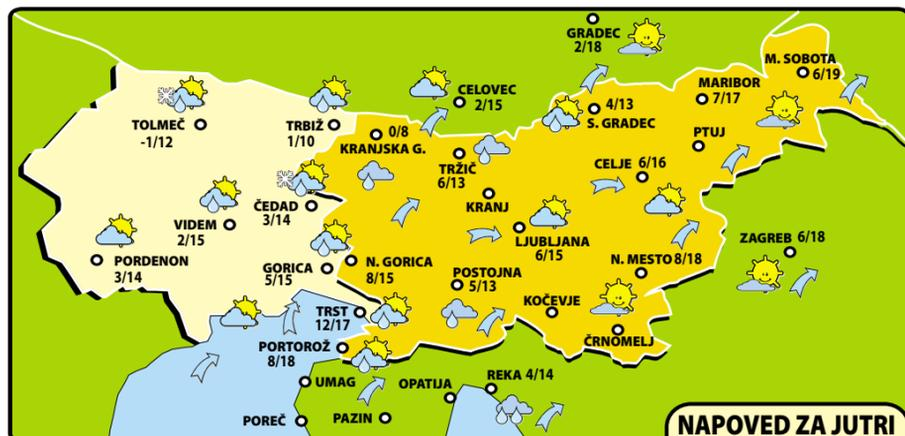 GRADEC
2/18
M. SOBOTA
6/19
MARIBOR
7/17
CELOVEC
2/15
4/13
S. GRADEC
TOLMEČ
-1/12
TRBIŽ
1/10
0/8
KRANJSKA G.
PTUJ
TRŽIČ
6/13
CELJE 6/16
KRANJ
ČEDAD
3/14
VIDEM
2/15
LJUBLJANA
6/15
ZAGREB 6/18
PORDENON
3/14
GORICA
5/15
N. GORICA
8/15
N. MESTO 8/18
POSTOJNA
5/13
KOČEVJE
TRST
12/17
ČRNOMELJ
PORTOROŽ
8/18
UMAG
OPATIJA
REKA 4/14
POREČ
PAZIN
NAPOVED ZA JUTRI